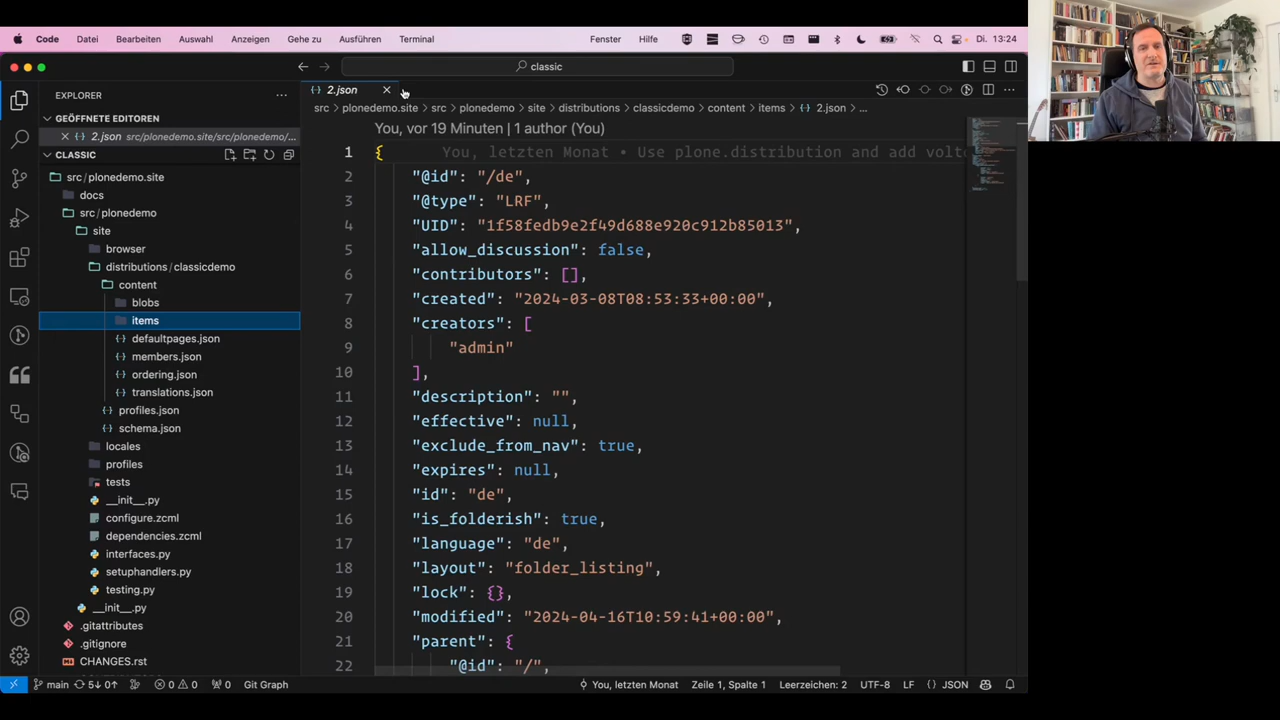 Code Datei Bearbeiten Auswahl Anzeigen Gehe zu Ausführen Terminal Fenster Hilfe Di. 13:24
classic
EXPLORER
GEÖFFNETE EDITOREN
2.json src/plonedemo.site/src/plonedemo/...
CLASSIC
src/plonedemo.site
docs
src/plonedemo
site
browser
distributions/classicdemo
content
blobs
items
defaultpages.json
members.json
ordering.json
translations.json
profiles.json
schema.json
locales
profiles
tests
__init__.py
configure.zcml
dependencies.zcml
interfaces.py
setuphandlers.py
testing.py
__init__.py
.gitattributes
.gitignore
CHANGES.rst
2.json
src > plonedemo.site > src > plonedemo > site > distributions > classicdemo > content > items > 2.json > ...
You, vor 19 Minuten | 1 author (You)
1 { You, letzten Monat • Use plone.distribution and add volto
2 "@id": "/de",
3 "@type": "LRF",
4 "UID": "1f58fedb9e2f49d688e920c912b85013",
5 "allow_discussion": false,
6 "contributors": [],
7 "created": "2024-03-08T08:53:33+00:00",
8 "creators": [
9 "admin"
10 ],
11 "description": "",
12 "effective": null,
13 "exclude_from_nav": true,
14 "expires": null,
15 "id": "de",
16 "is_folderish": true,
17 "language": "de",
18 "layout": "folder_listing",
19 "lock": {},
20 "modified": "2024-04-16T10:59:41+00:00",
21 "parent": {
22 "@id": "/",
main 5↓ 0↑ 0 0 0 Git Graph You, letzten Monat Zeile 1, Spalte 1 Leerzeichen: 2 UTF-8 LF {} JSON